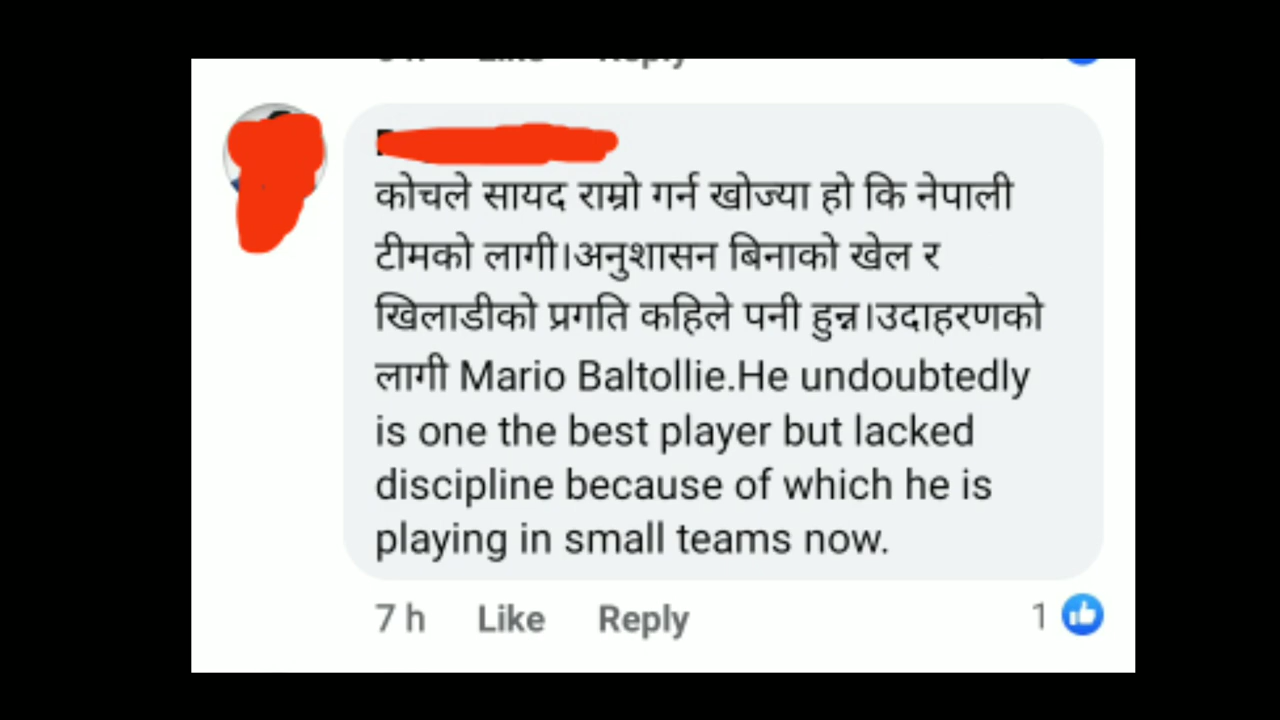 कोचले सायद राम्रो गर्न खोज्या हो कि नेपाली
टीमको लागी।अनुशासन बिनाको खेल र
खिलाडीको प्रगति कहिले पनी हुन्न।उदाहरणको
लागी Mario Baltollie.He undoubtedly
is one the best player but lacked
discipline because of which he is
playing in small teams now.
7 h Like Reply 1